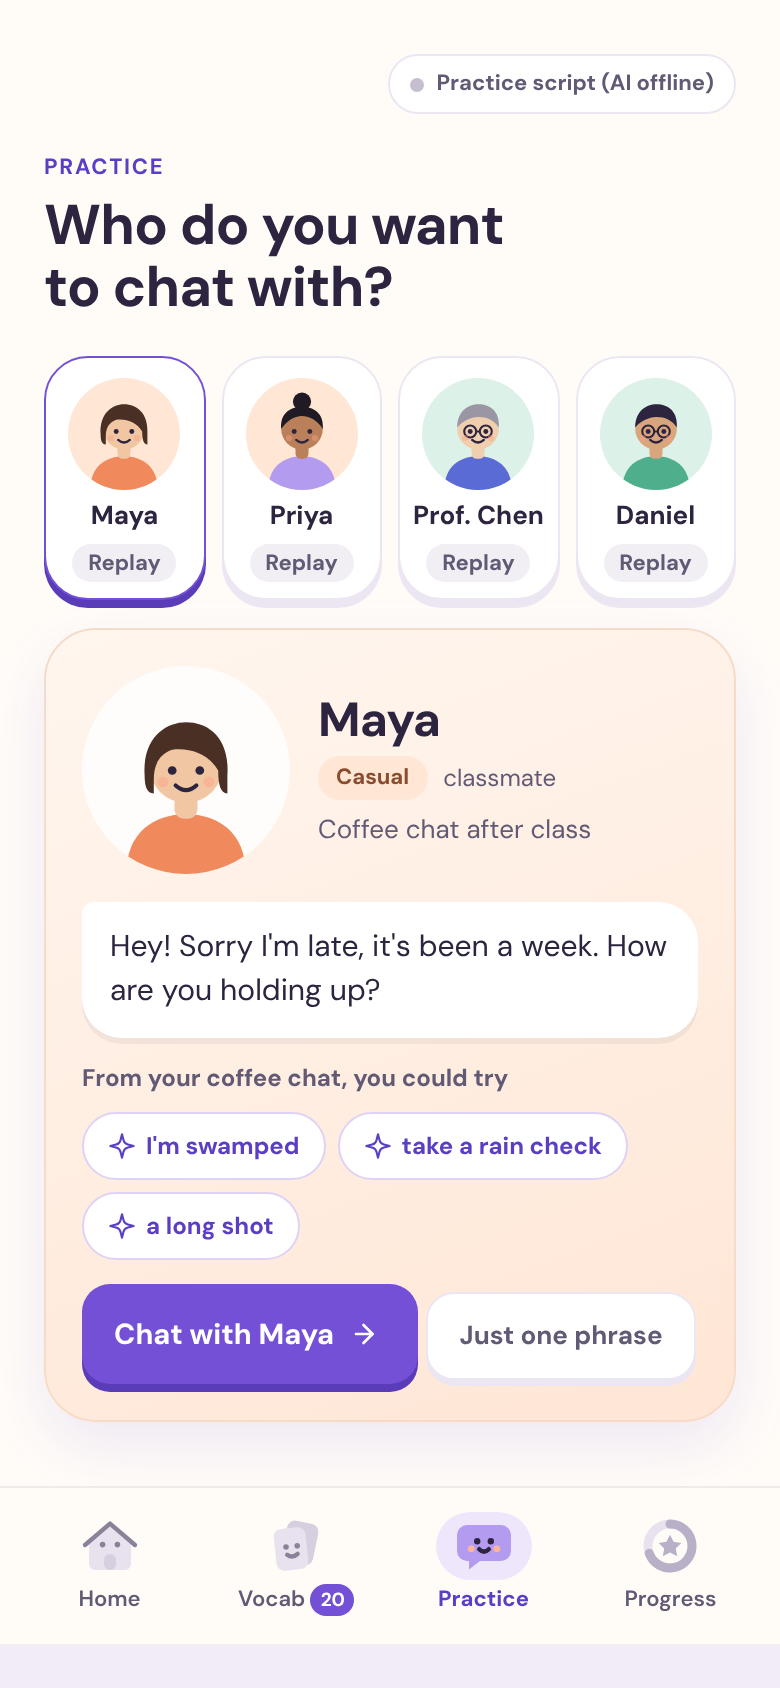 Practice script (AI offline)
PRACTICE
Who do you want
to chat with?
Maya
Replay
Priya
Replay
Prof. Chen
Replay
Daniel
Replay
Maya
Casual classmate
Coffee chat after class
Hey! Sorry I'm late, it's been a week. How
are you holding up?
From your coffee chat, you could try
I'm swamped
take a rain check
a long shot
Chat with Maya
Just one phrase
Home
Vocab 20
Practice
Progress